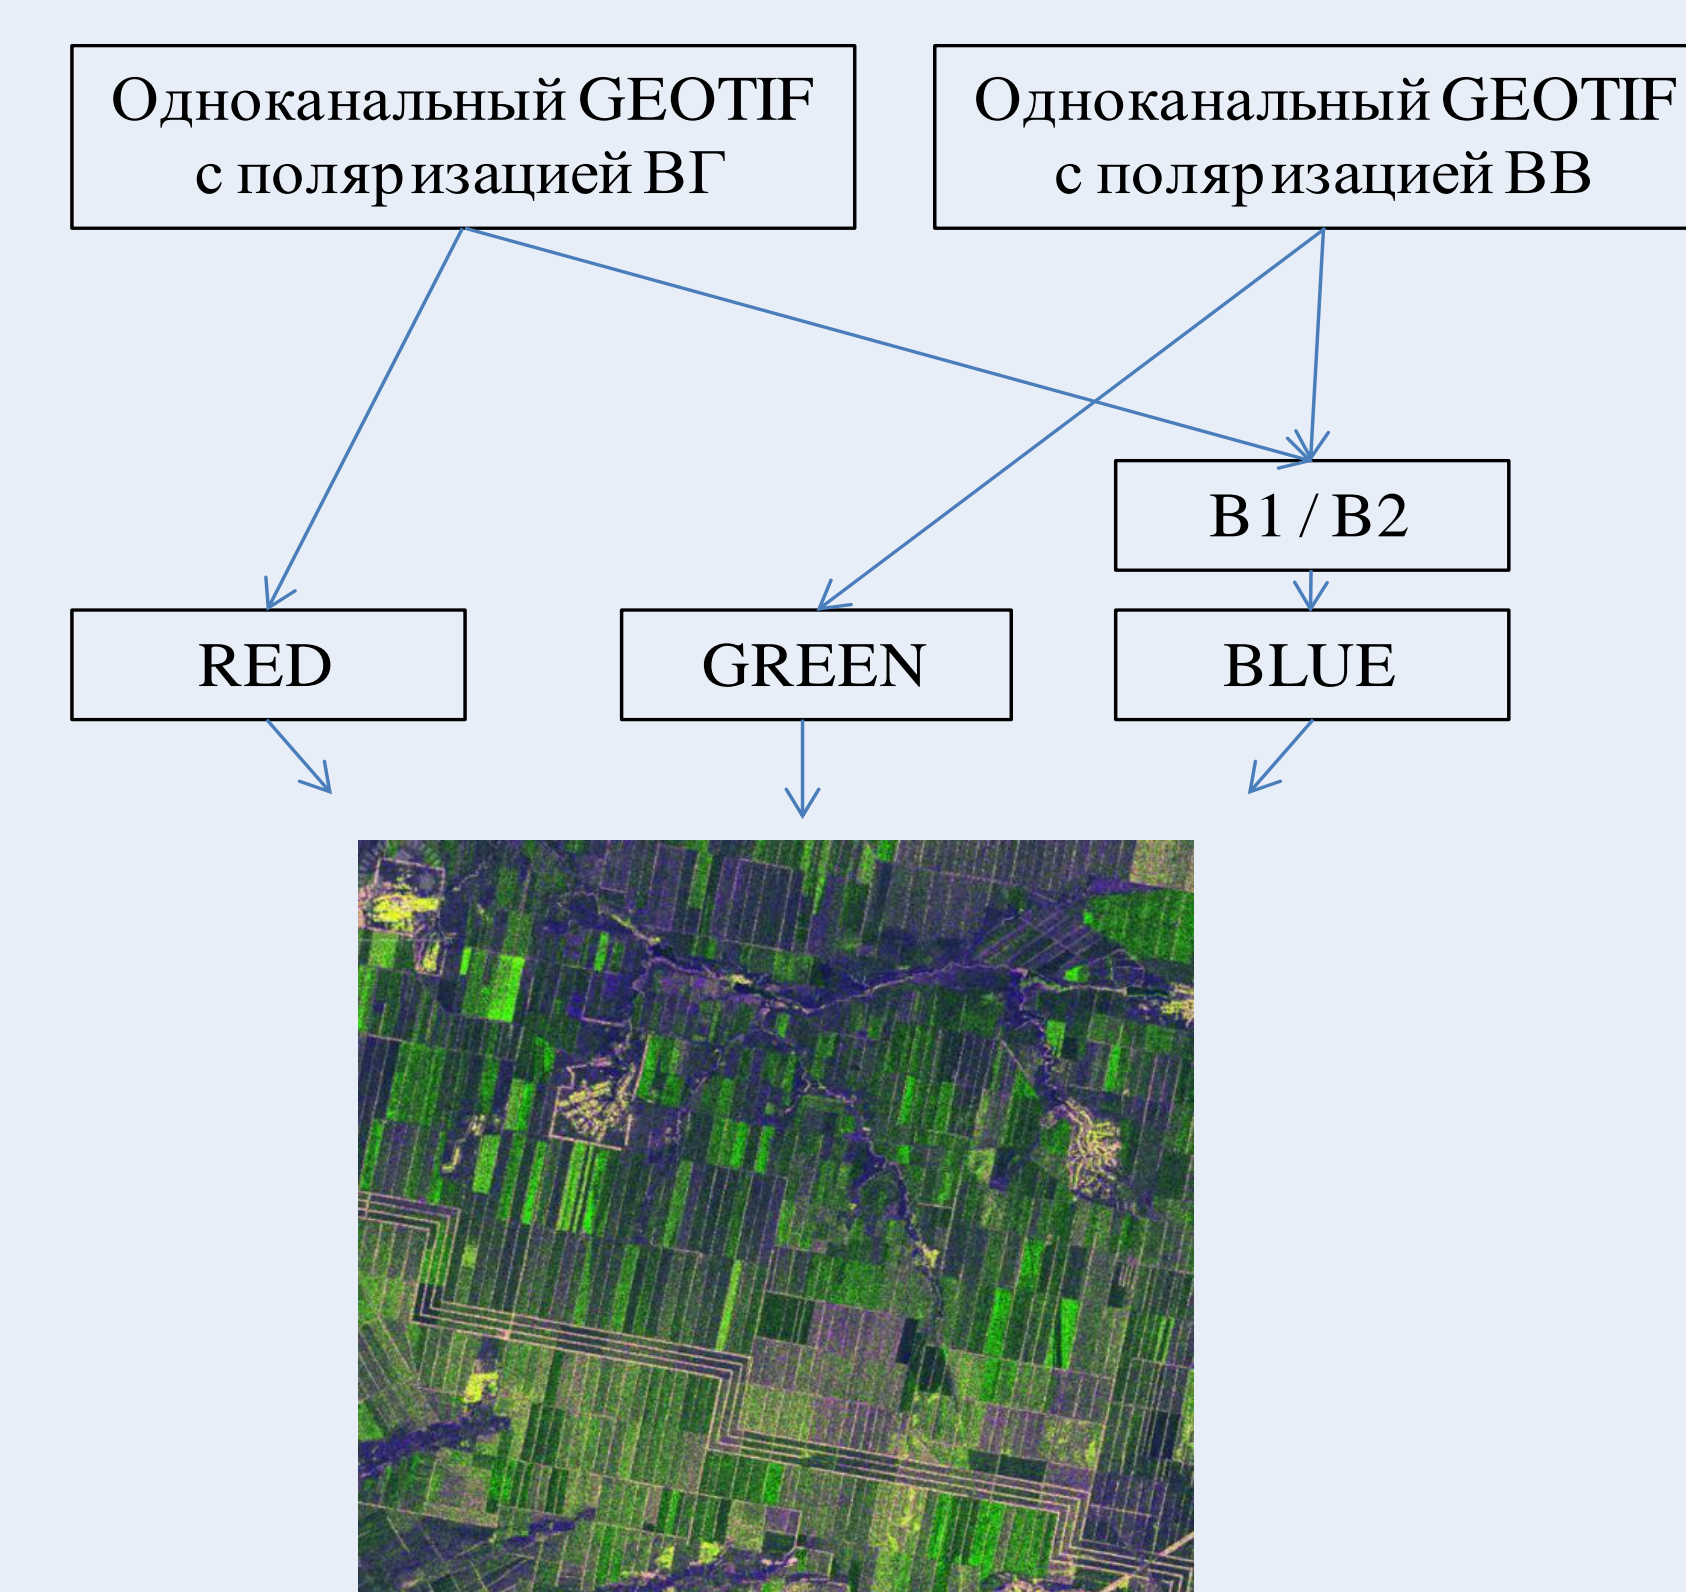 Одноканальный GEOTIF
с поляризацией ВГ
Одноканальный GEOTIF
с поляризацией ВВ
B1 / B2
RED
GREEN
BLUE